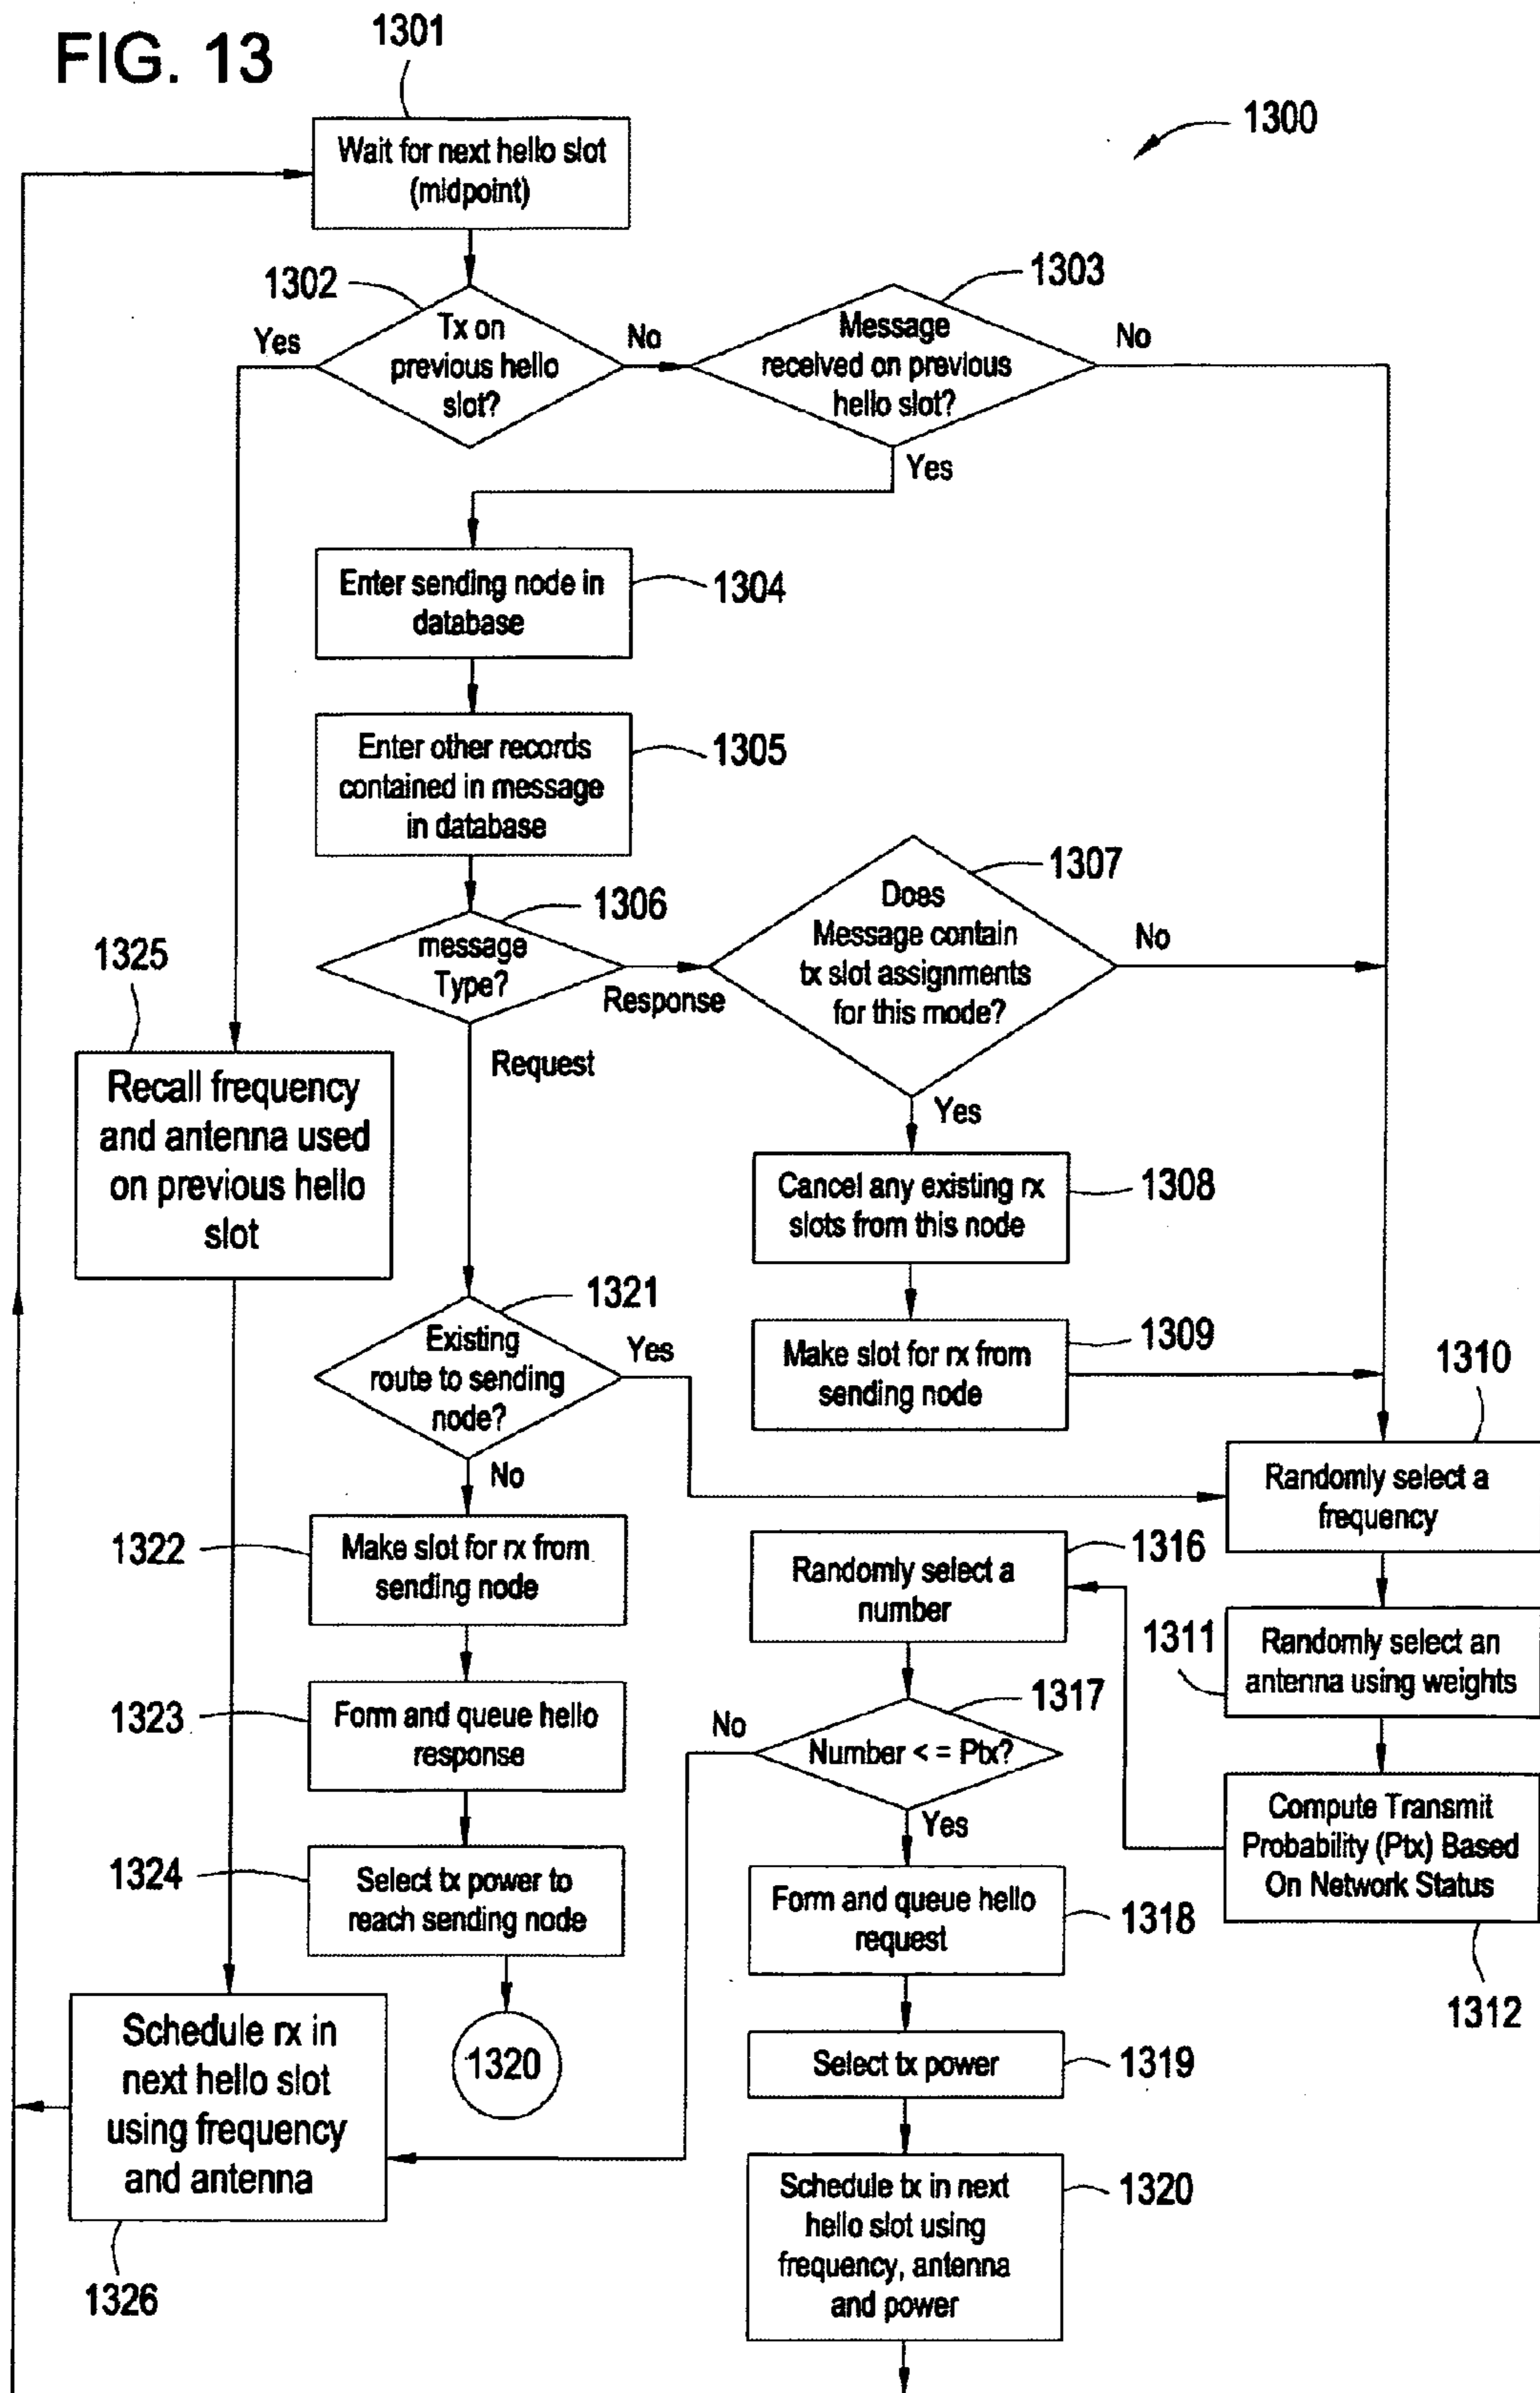 FIG. 13
1301
1300
Wait for next hello slot
(midpoint)
1302
1303
Yes
Tx on
previous hello
slot?
No
Message
received on previous
hello slot?
No
Yes
Enter sending node in
database
1304
Enter other records
contained in message
in database
1305
1306
message
Type?
Response
Request
1307
Does
Message contain
tx slot assignments
for this mode?
No
Yes
1325
Recall frequency
and antenna used
on previous hello
slot
Cancel any existing rx
slots from this node
1308
1321
Existing
route to sending
node?
Yes
No
Make slot for rx from
sending node
1309
1310
Randomly select a
frequency
1322
Make slot for rx from
sending node
Randomly select a
number
1316
1311
Randomly select an
antenna using weights
1323
Form and queue hello
response
No
1317
Number < = Ptx?
Yes
Compute Transmit
Probability (Ptx) Based
On Network Status
1312
1324
Select tx power to
reach sending node
Form and queue hello
request
1318
1320
Schedule rx in
next hello slot
using frequency
and antenna
1326
Select tx power
1319
Schedule tx in next
hello slot using
frequency, antenna
and power
1320